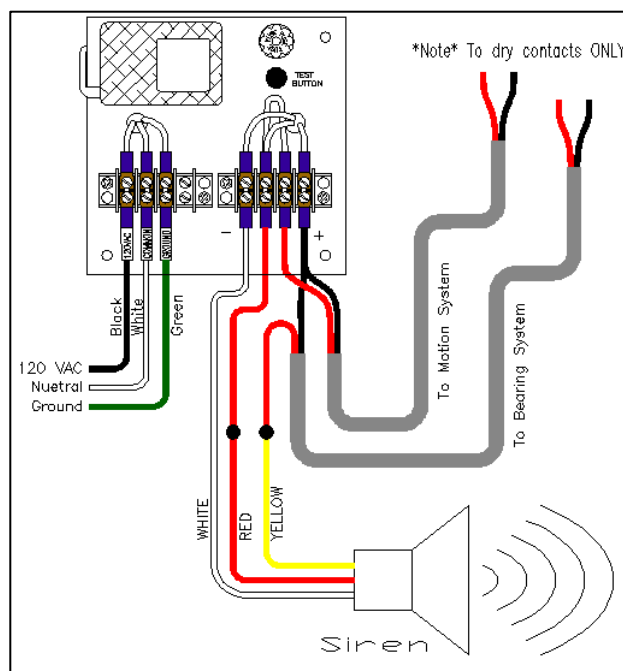 *Note* To dry contacts ONLY
TEST
BUTTON
-
+
120VAC
COMMON
GROUND
Black
White
Green
120 VAC
Nuetral
Ground
To Motion System
To Bearing System
WHITE
RED
YELLOW
Siren